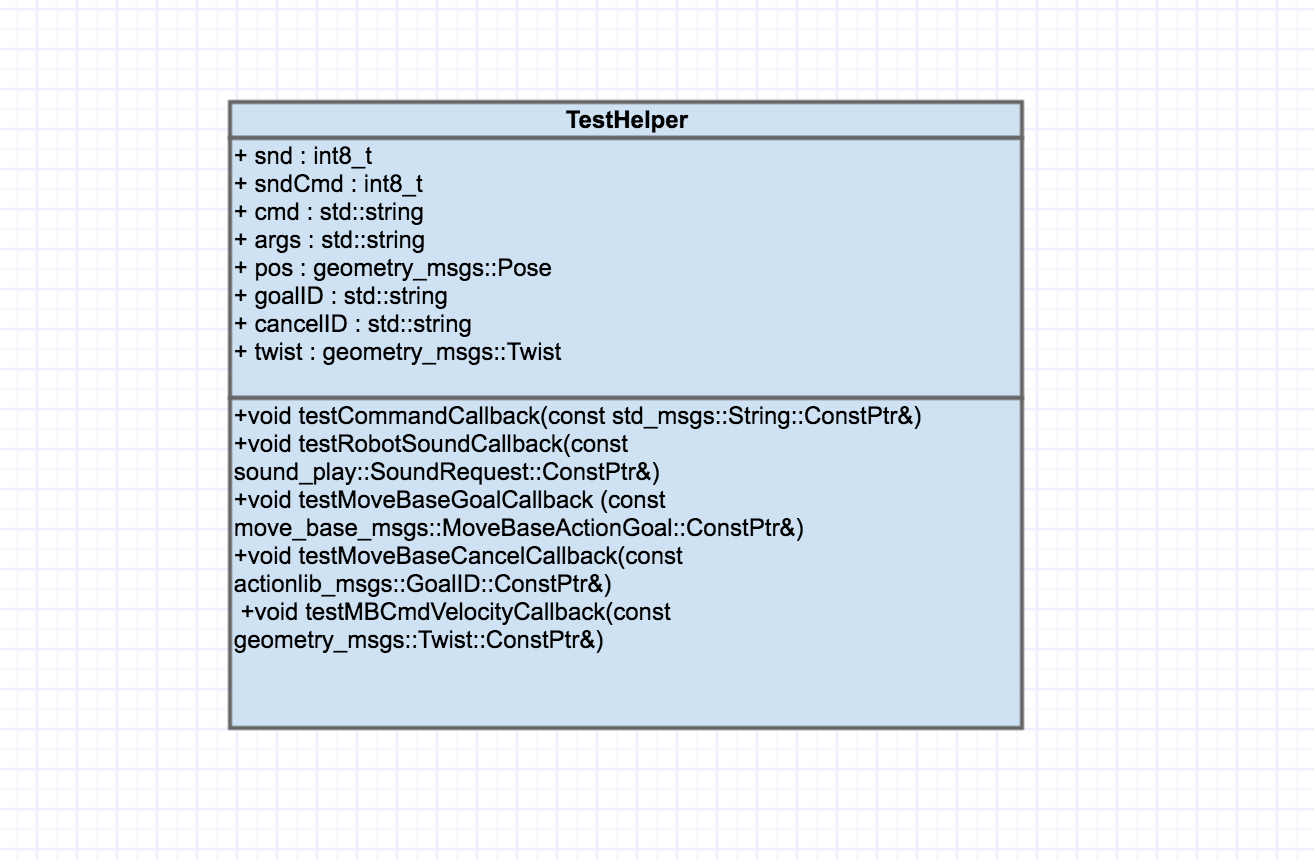 TestHelper
+ snd : int8_t
+ sndCmd : int8_t
+ cmd : std::string
+ args : std::string
+ pos : geometry_msgs::Pose
+ goalID : std::string
+ cancelID : std::string
+ twist : geometry_msgs::Twist
+void testCommandCallback(const std_msgs::String::ConstPtr&)
+void testRobotSoundCallback(const
sound_play::SoundRequest::ConstPtr&)
+void testMoveBaseGoalCallback (const
move_base_msgs::MoveBaseActionGoal::ConstPtr&)
+void testMoveBaseCancelCallback(const
actionlib_msgs::GoalID::ConstPtr&)
+void testMBCmdVelocityCallback(const
geometry_msgs::Twist::ConstPtr&)